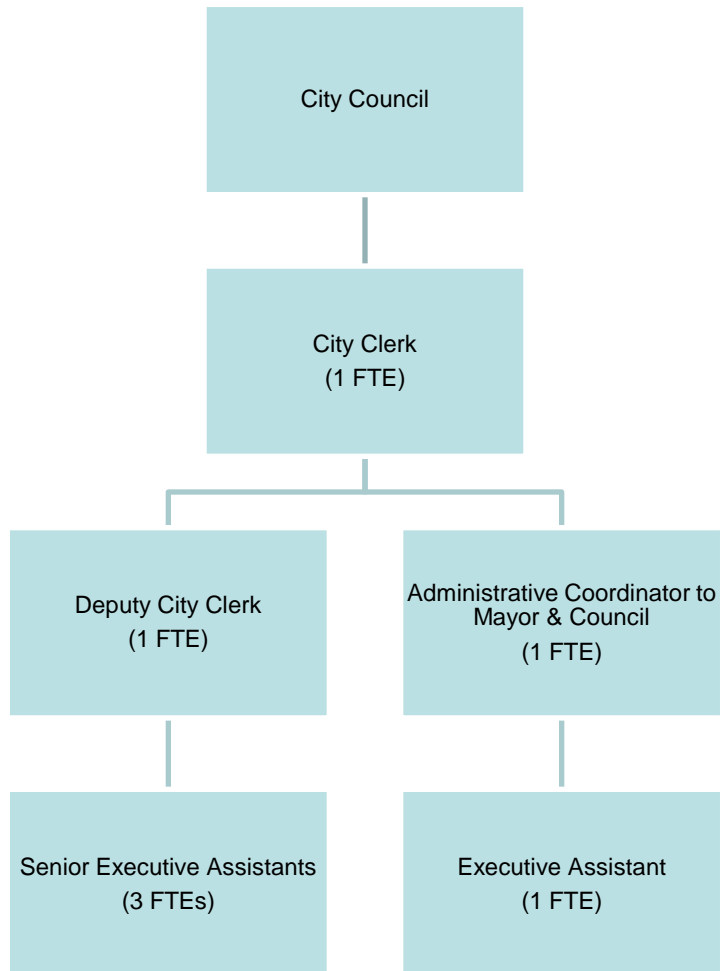 City Council
City Clerk
(1 FTE)
Deputy City Clerk
(1 FTE)
Administrative Coordinator to
Mayor & Council
(1 FTE)
Senior Executive Assistants
(3 FTEs)
Executive Assistant
(1 FTE)